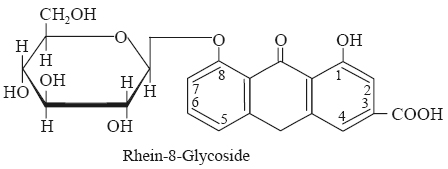 CH₂OH
O
O
O
OH
H
H
OH
HO
H
H
H
OH
8
7
6
5
1
2
3
4
COOH
Rhein-8-Glycoside